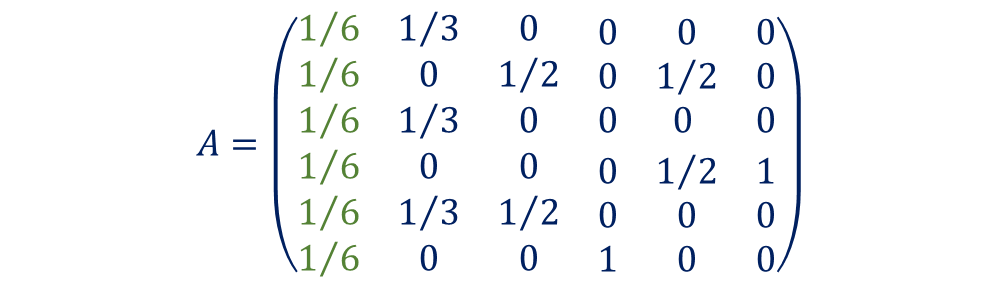 1/6 1/3 0 0 0 0
1/6 0 1/2 0 1/2 0
1/6 1/3 0 0 0 0
A = 1/6 0 0 0 1/2 1
1/6 1/3 1/2 0 0 0
1/6 0 0 1 0 0